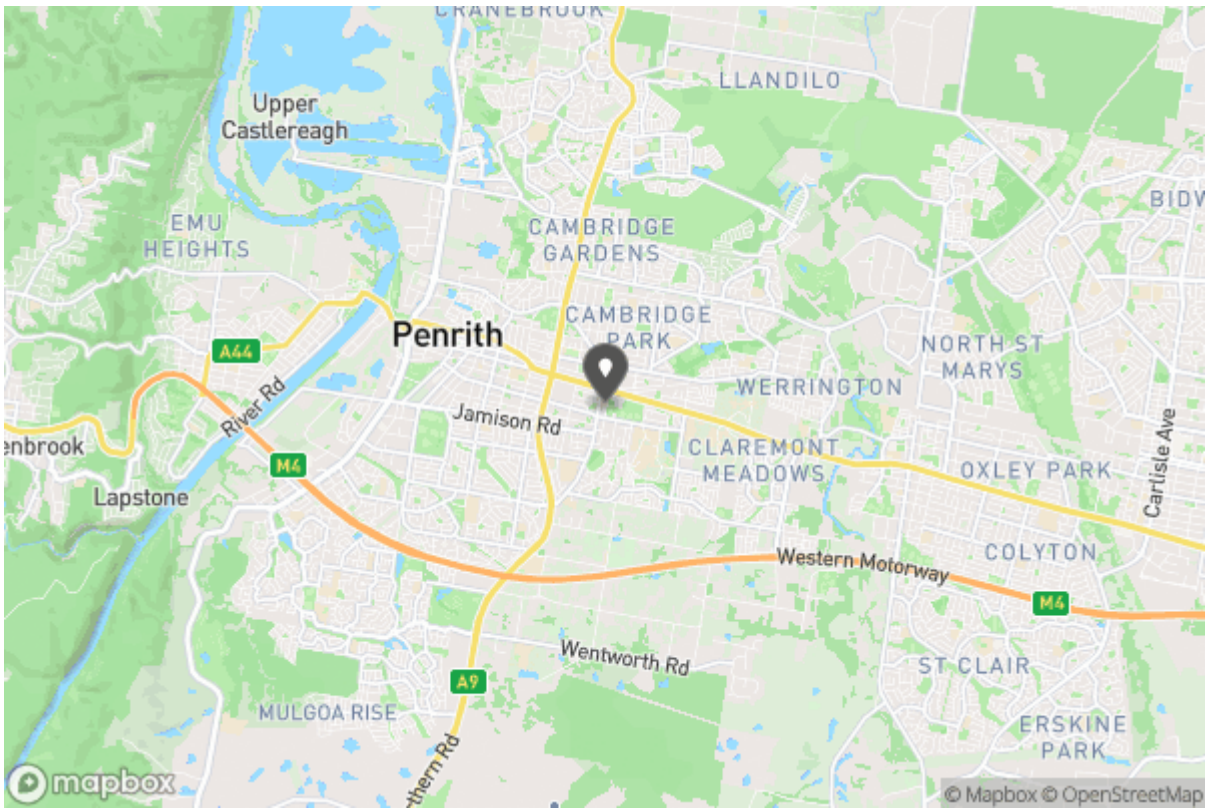 CRANEBROOK
LLANDILO
Upper
Castlereagh
BIDW
EMU
HEIGHTS
CAMBRIDGE
GARDENS
CAMBRIDGE
PARK
Penrith
NORTH ST
MARYS
A44
WERRINGTON
River Rd
Jamison Rd
Carlisle Ave
enbrook
CLAREMONT
MEADOWS
OXLEY PARK
M4
Lapstone
COLYTON
Western Motorway
M4
Wentworth Rd
ST CLAIR
A9
MULGOA RISE
ERSKINE
PARK
thern Rd
mapbox
© Mapbox © OpenStreetMap